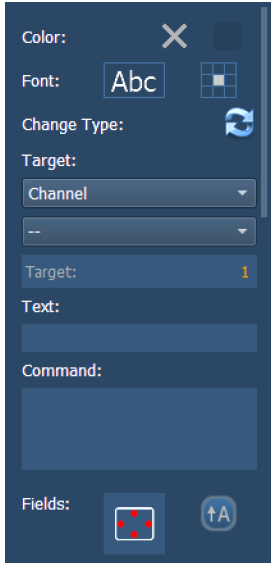 Color:
Font: Abc
Change Type:
Target:
Channel
--
Target: 1
Text:
Command:
Fields: A